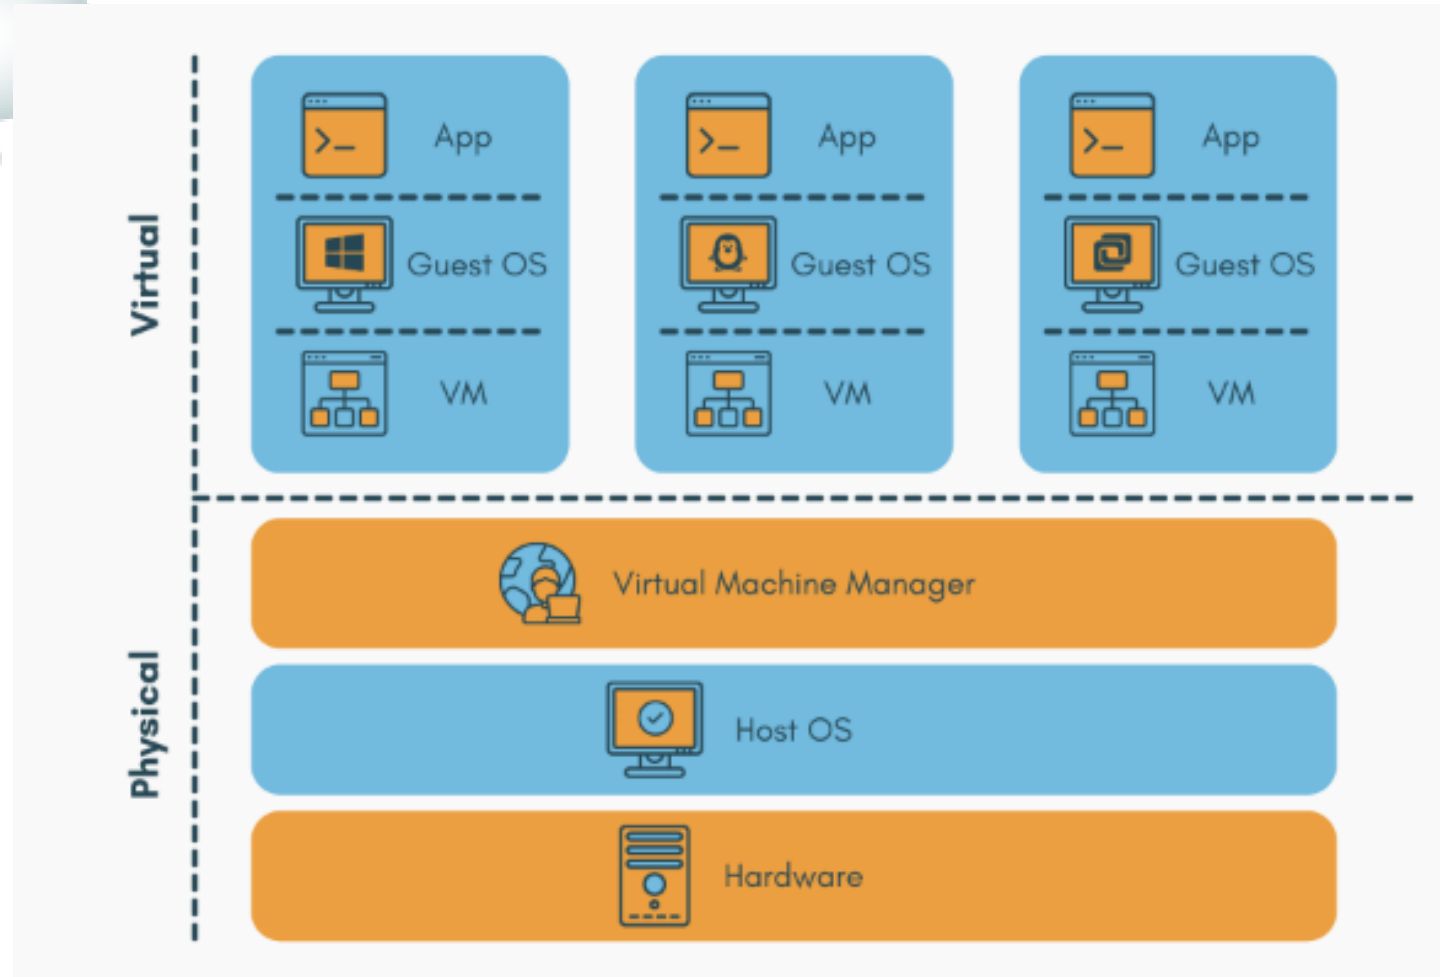 Virtual
App
App
App
Guest OS
Guest OS
Guest OS
VM
VM
VM
Physical
Virtual Machine Manager
Host OS
Hardware